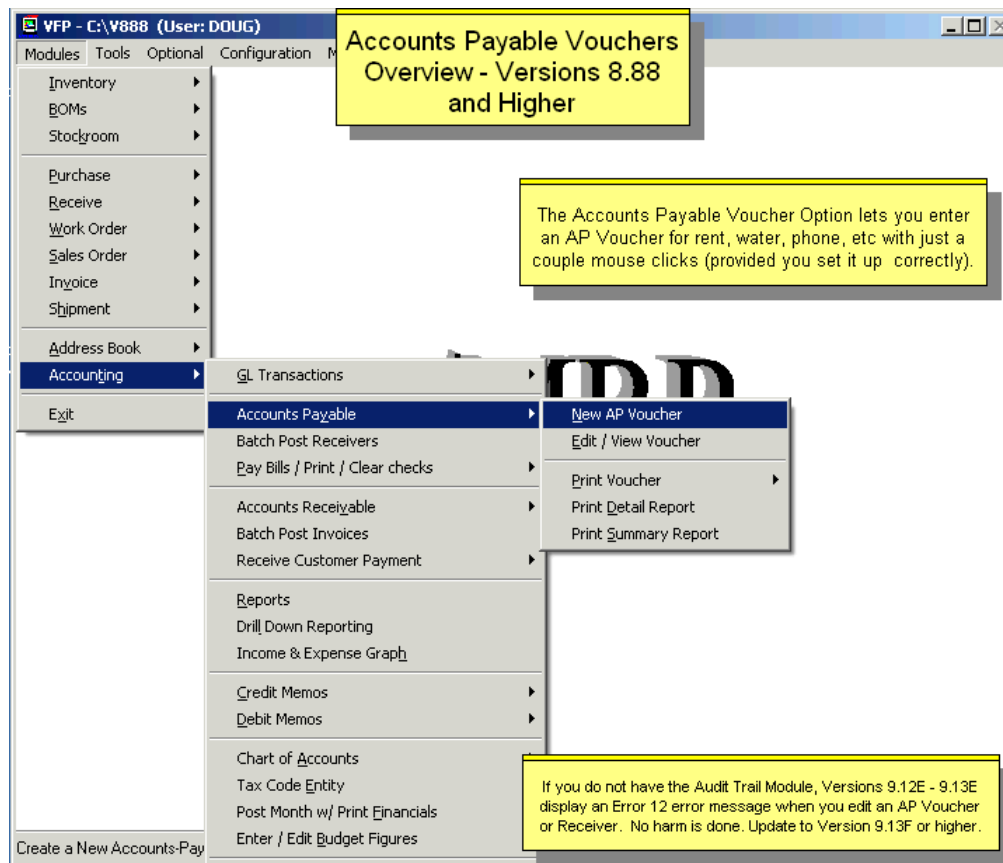 VFP - C:\V888 (User: DOUG)
Modules Tools Optional Configuration M
Accounts Payable Vouchers
Overview - Versions 8.88
and Higher
Inventory
BOMs
Stockroom
Purchase
Receive
Work Order
Sales Order
Invoice
Shipment
Address Book
Accounting
Exit
The Accounts Payable Voucher Option lets you enter
an AP Voucher for rent, water, phone, etc with just a
couple mouse clicks (provided you set it up correctly).
GL Transactions
Accounts Payable
Batch Post Receivers
Pay Bills / Print / Clear checks
Accounts Receivable
Batch Post Invoices
Receive Customer Payment
Reports
Drill Down Reporting
Income & Expense Graph
Credit Memos
Debit Memos
Chart of Accounts
Tax Code Entity
Post Month w/ Print Financials
Enter / Edit Budget Figures
New AP Voucher
Edit / View Voucher
Print Voucher
Print Detail Report
Print Summary Report
If you do not have the Audit Trail Module, Versions 9.12E - 9.13E
display an Error 12 error message when you edit an AP Voucher
or Receiver. No harm is done. Update to Version 9.13F or higher.
Create a New Accounts-Pay